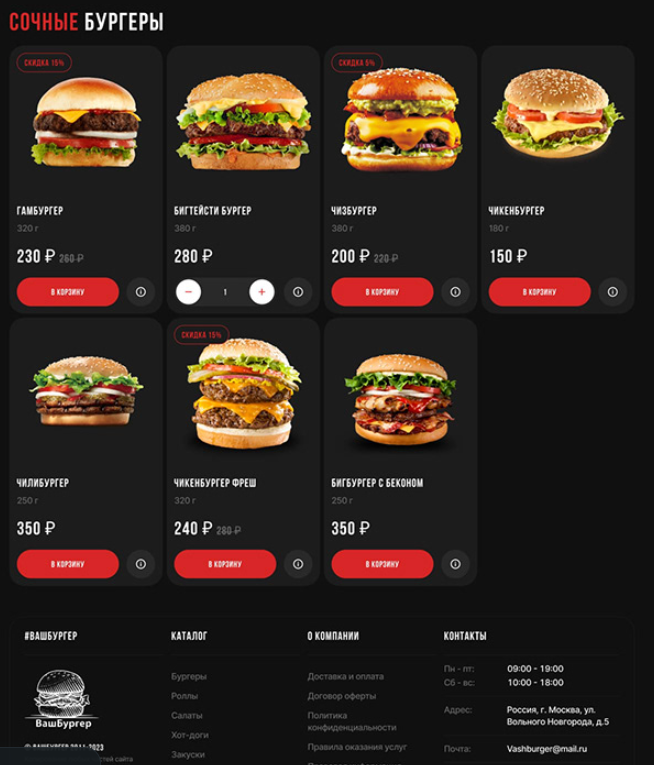 СОЧНЫЕ БУРГЕРЫ
СКИДКА 15%
СКИДКА 5%
ГАМБУРГЕР
БИГТЕЙСТИ БУРГЕР
ЧИЗБУРГЕР
ЧИКЕНБУРГЕР
320 г
380 г
380 г
180 г
230 ₽ 260 ₽
280 ₽
200 ₽ 220 ₽
150 ₽
В КОРЗИНУ
− 1 +
В КОРЗИНУ
В КОРЗИНУ
СКИДКА 15%
ЧИЛИБУРГЕР
ЧИКЕНБУРГЕР ФРЕШ
БИГБУРГЕР С БЕКОНОМ
250 г
320 г
250 г
350 ₽
240 ₽ 280 ₽
350 ₽
В КОРЗИНУ
В КОРЗИНУ
В КОРЗИНУ
#ВАШБУРГЕР
ВашБургер
© ВАШБУРГЕР 2011-2023
стей сайта
КАТАЛОГ
Бургеры
Роллы
Салаты
Хот-доги
Закуски
О КОМПАНИИ
Доставка и оплата
Договор оферты
Политика
конфиденциальности
Правила оказания услуг
КОНТАКТЫ
Пн - пт: 09:00 - 19:00
Сб - вс: 10:00 - 18:00
Адрес: Россия, г. Москва, ул.
Вольного Новгорода, д.5
Почта: Vashburger@mail.ru